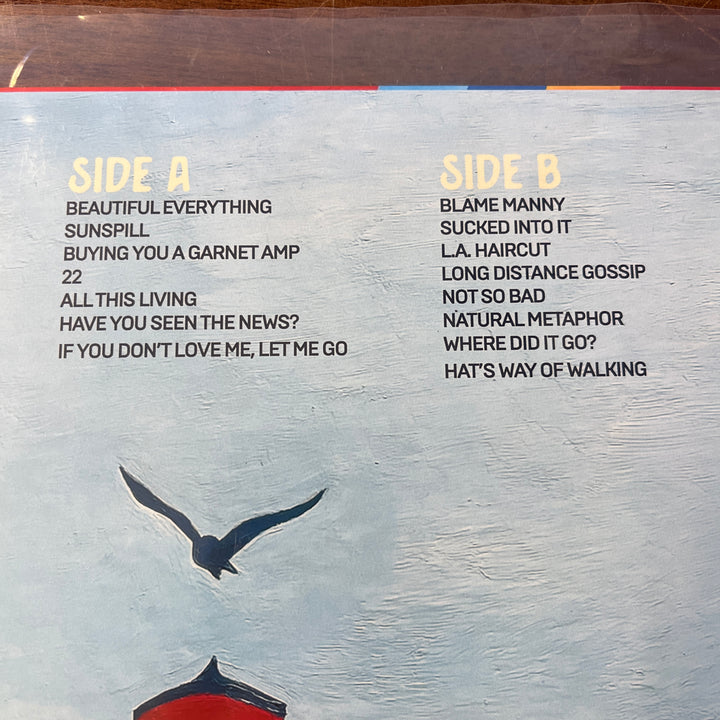 SIDE A
BEAUTIFUL EVERYTHING
SUNSPILL
BUYING YOU A GARNET AMP
22
ALL THIS LIVING
HAVE YOU SEEN THE NEWS?
IF YOU DON'T LOVE ME, LET ME GO
SIDE B
BLAME MANNY
SUCKED INTO IT
L.A. HAIRCUT
LONG DISTANCE GOSSIP
NOT SO BAD
NATURAL METAPHOR
WHERE DID IT GO?
HAT'S WAY OF WALKING